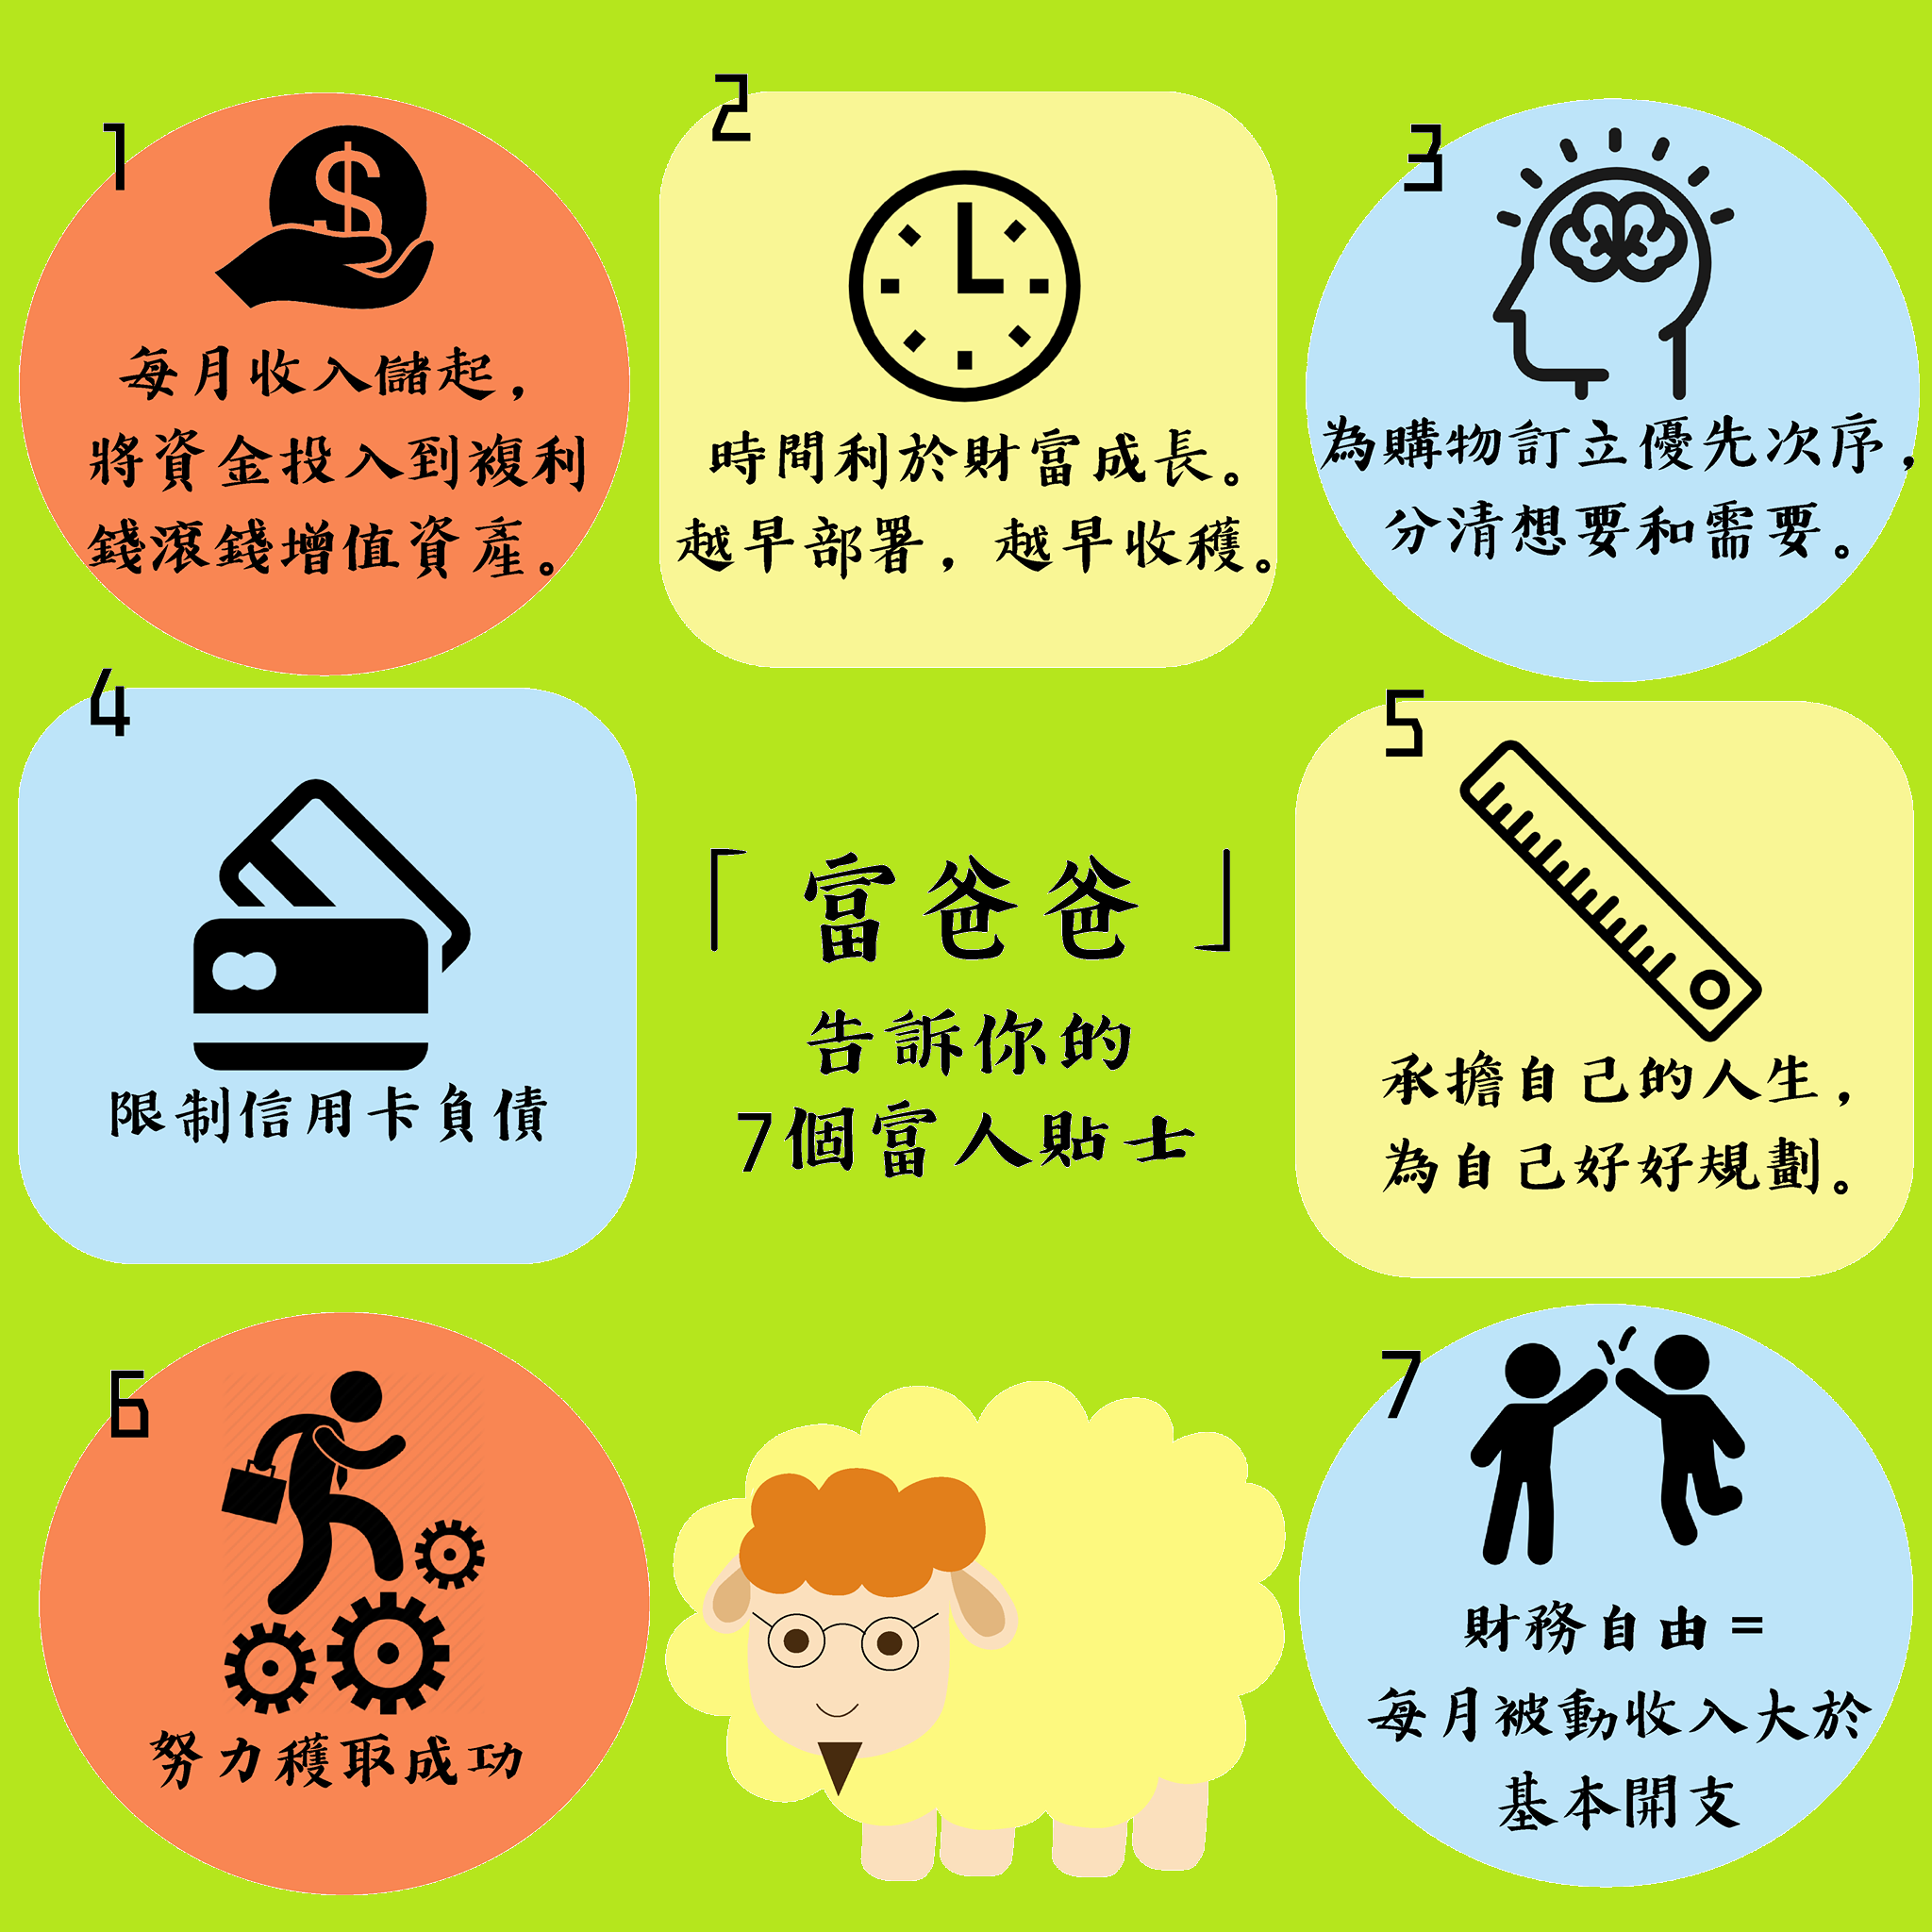 1
每月收入儲起，
將資金投入到複利
錢滾錢增值資產。
2
時間利於財富成長。
越早部署，越早收穫。
3
為購物訂立優先次序，
分清想要和需要。
4
限制信用卡負債
「富爸爸」
告訴你的
7個富人貼士
5
承擔自己的人生，
為自己好好規劃。
6
努力獲取成功
7
財務自由=
每月被動收入大於
基本開支